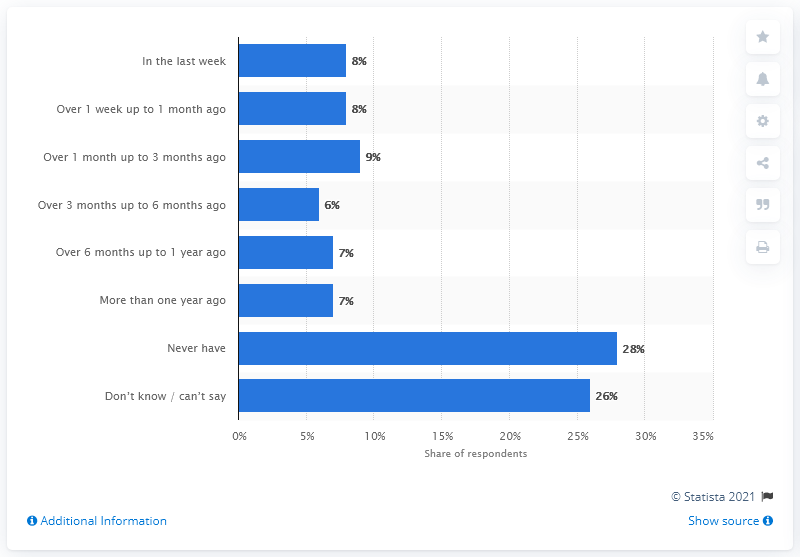 In the last week 8%
Over 1 week up to 1 month ago 8%
Over 1 month up to 3 months ago 9%
Over 3 months up to 6 months ago 6%
Over 6 months up to 1 year ago 7%
More than one year ago 7%
Never have 28%
Don't know / can't say 26%
0% 5% 10% 15% 20% 25% 30% 35%
Share of respondents
© Statista 2021
Additional Information Show source